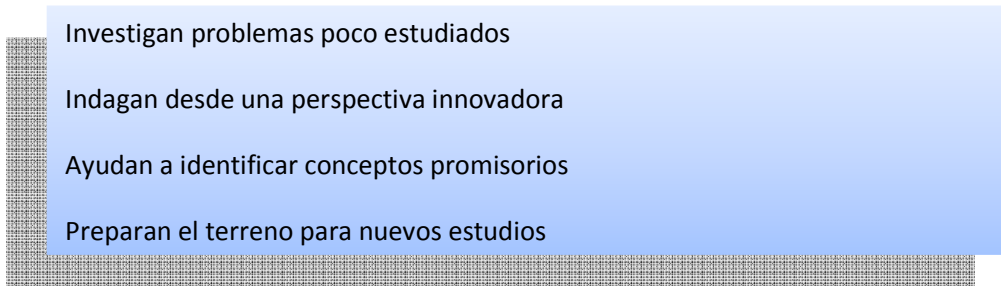 Investigan problemas poco estudiados
Indagan desde una perspectiva innovadora
Ayudan a identificar conceptos promisorios
Preparan el terreno para nuevos estudios